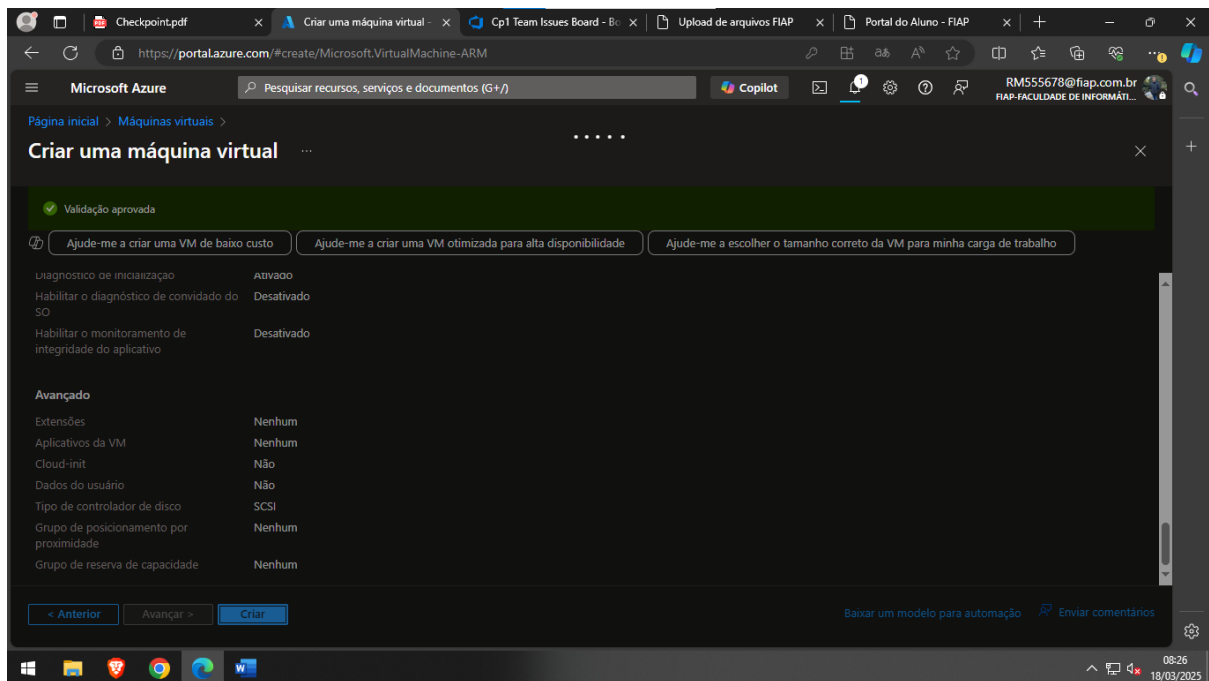 Checkpoint.pdf
Criar uma máquina virtual -
Cp1 Team Issues Board - Bo
Upload de arquivos FIAP
Portal do Aluno - FIAP
https://portal.azure.com/#create/Microsoft.VirtualMachine-ARM
Microsoft Azure
Pesquisar recursos, serviços e documentos (G+/)
Copilot
1
RM555678@fiap.com.br
FIAP-FACULDADE DE INFORMÁTI...
Página inicial > Máquinas virtuais >
Criar uma máquina virtual ...
Validação aprovada
Ajude-me a criar uma VM de baixo custo
Ajude-me a criar uma VM otimizada para alta disponibilidade
Ajude-me a escolher o tamanho correto da VM para minha carga de trabalho
Diagnóstico de inicialização Ativado
Habilitar o diagnóstico de convidado do Desativado
SO
Habilitar o monitoramento de Desativado
integridade do aplicativo
Avançado
Extensões Nenhum
Aplicativos da VM Nenhum
Cloud-init Não
Dados do usuário Não
Tipo de controlador de disco SCSI
Grupo de posicionamento por Nenhum
proximidade
Grupo de reserva de capacidade Nenhum
< Anterior
Avançar >
Criar
Baixar um modelo para automação
Enviar comentários
08:26
18/03/2025